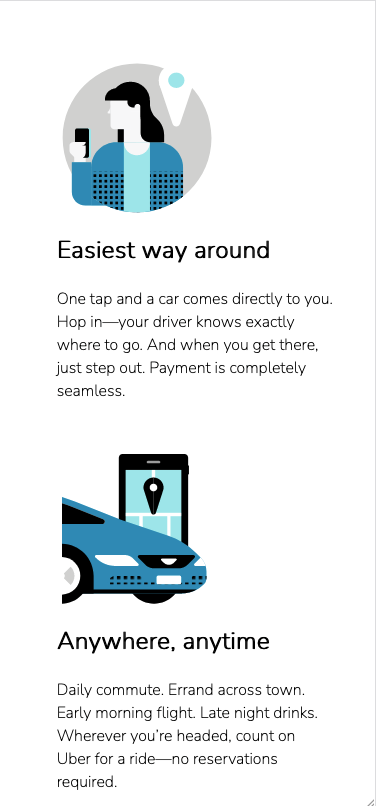 Easiest way around
One tap and a car comes directly to you.
Hop in—your driver knows exactly
where to go. And when you get there,
just step out. Payment is completely
seamless.
Anywhere, anytime
Daily commute. Errand across town.
Early morning flight. Late night drinks.
Wherever you’re headed, count on
Uber for a ride—no reservations
required.